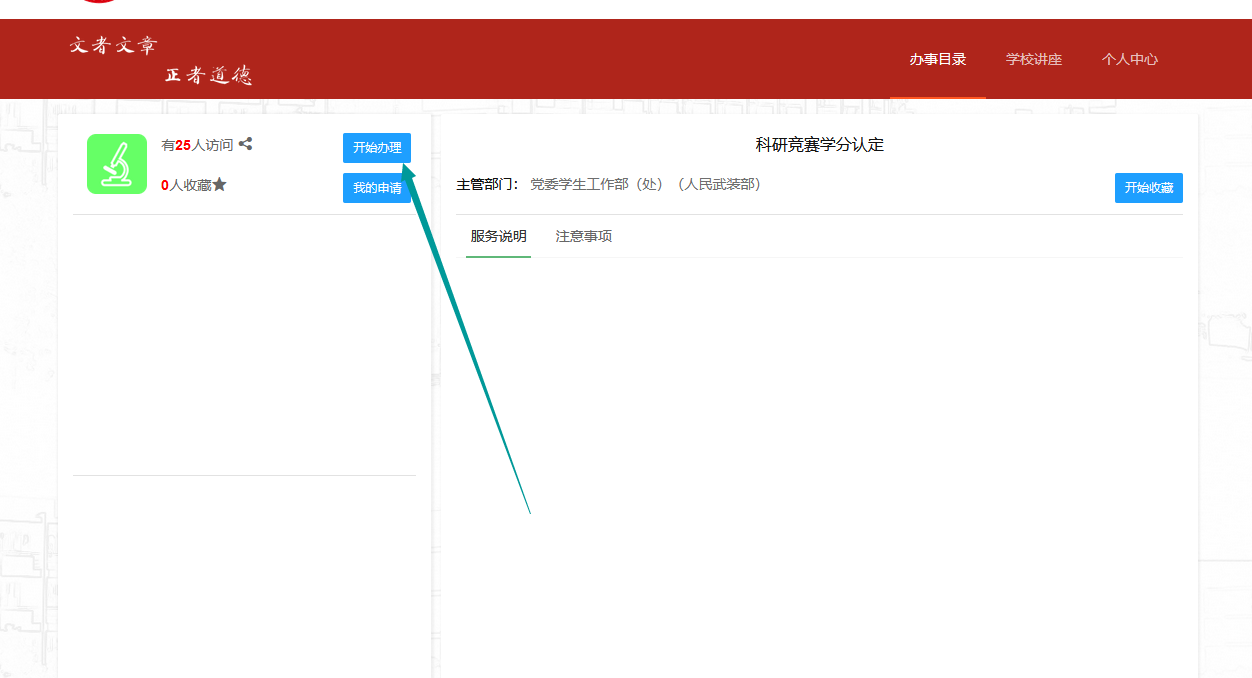 文者文章
正者道德
办事目录
学校讲座
个人中心
有25人访问
开始办理
0人收藏
我的申请
科研竞赛学分认定
主管部门： 党委学生工作部（处）（人民武装部）
开始收藏
服务说明
注意事项